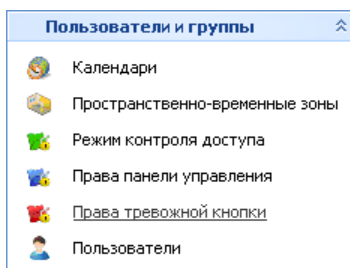 Пользователи и группы
Календари
Пространственно-временные зоны
Режим контроля доступа
Права панели управления
Права тревожной кнопки
Пользователи